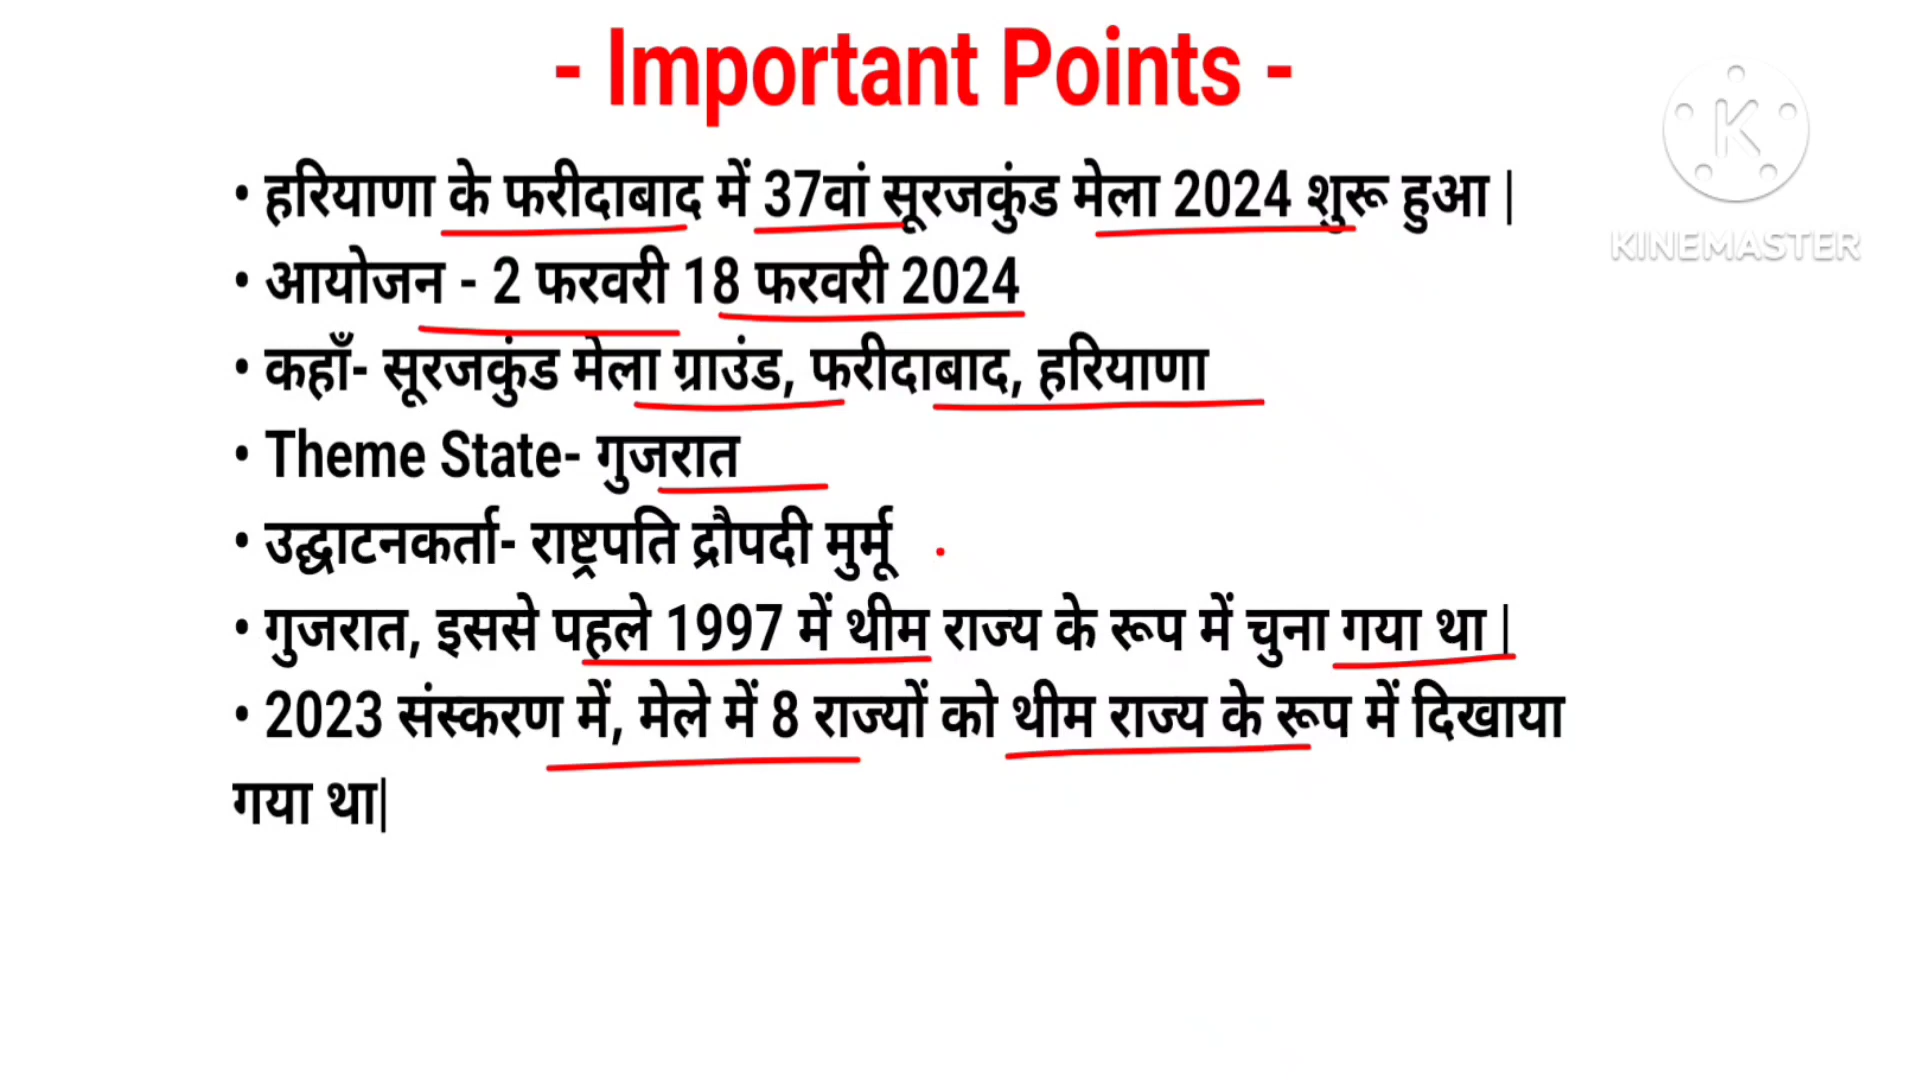 - Important Points -
• हरियाणा के फरीदाबाद में 37वां सूरजकुंड मेला 2024 शुरू हुआ |
• आयोजन - 2 फरवरी 18 फरवरी 2024
• कहाँ- सूरजकुंड मेला ग्राउंड, फरीदाबाद, हरियाणा
• Theme State- गुजरात
• उद्घाटनकर्ता- राष्ट्रपति द्रौपदी मुर्मू
• गुजरात, इससे पहले 1997 में थीम राज्य के रूप में चुना गया था |
• 2023 संस्करण में, मेले में 8 राज्यों को थीम राज्य के रूप में दिखाया
गया था|
K
KINEMASTER